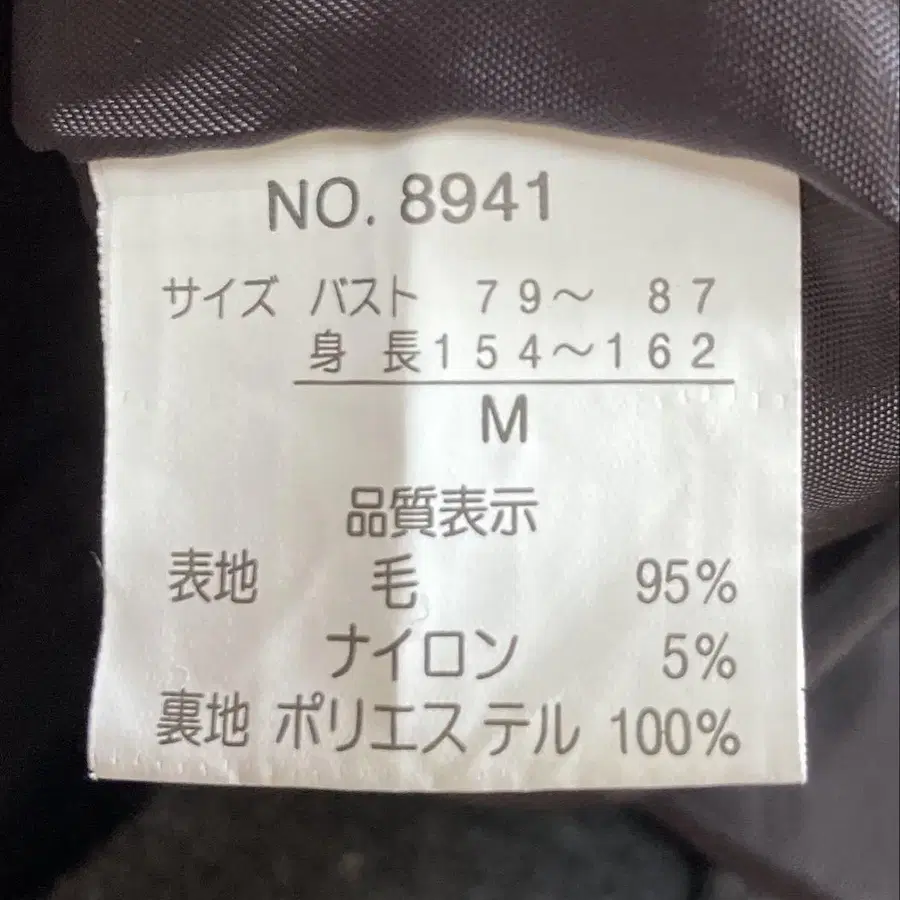 NO. 8941
サイズ バスト 79～ 87
身 長154～162
M
品質表示
表地 毛 95%
ナイロン 5%
裏地 ポリエステル 100%